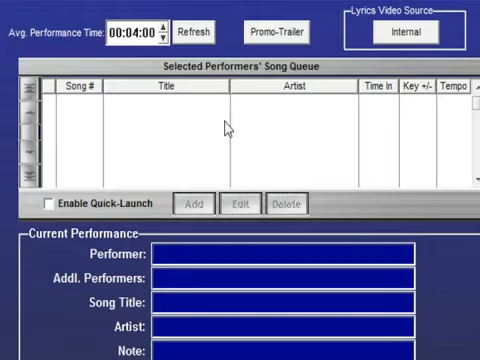 Lyrics Video Source
Avg. Performance Time: 00:04:00 Refresh Promo-Trailer Internal
Selected Performers' Song Queue
Song # Title Artist Time In Key +/- Tempo
Enable Quick-Launch Add Edit Delete
Current Performance
Performer:
Addl. Performers:
Song Title:
Artist:
Note: